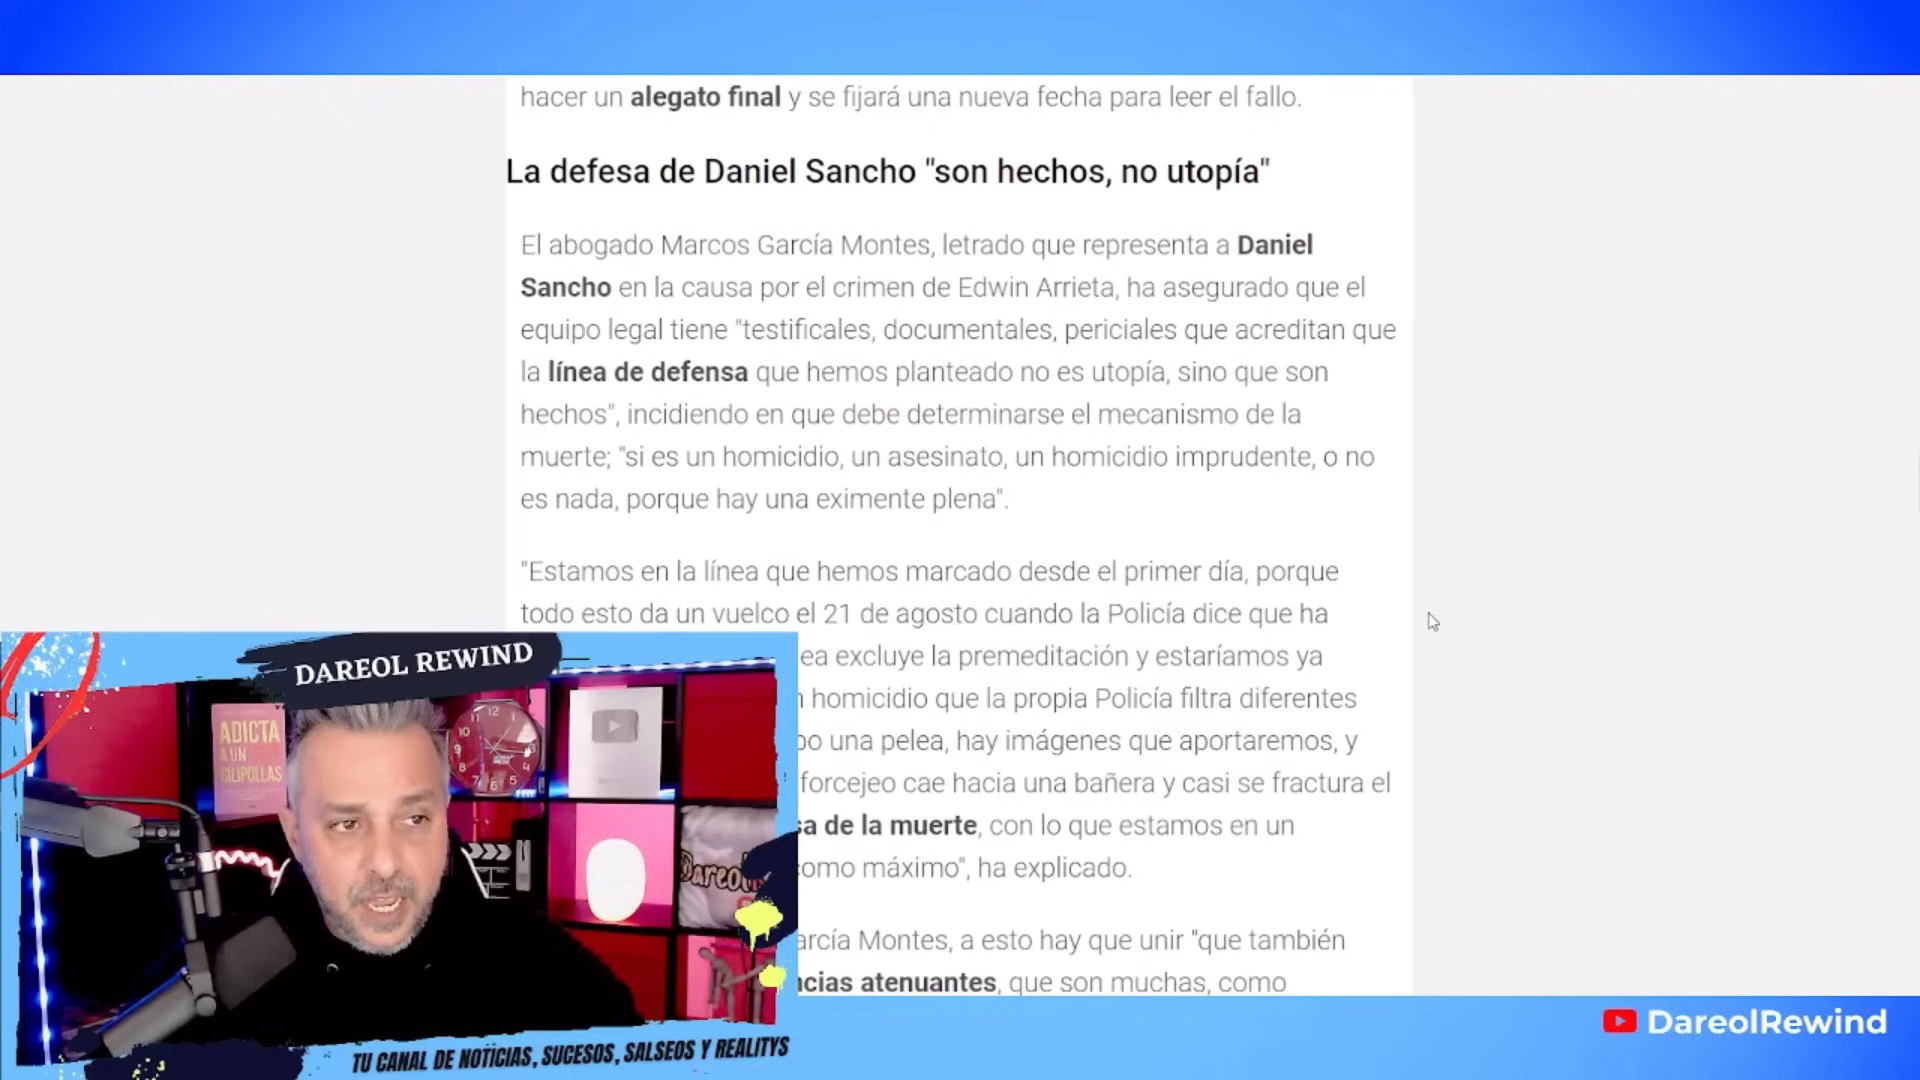 hacer un alegato final y se fijará una nueva fecha para leer el fallo.
La defesa de Daniel Sancho "son hechos, no utopía"
El abogado Marcos García Montes, letrado que representa a Daniel
Sancho en la causa por el crimen de Edwin Arrieta, ha asegurado que el
equipo legal tiene "testificales, documentales, periciales que acreditan que
la línea de defensa que hemos planteado no es utopía, sino que son
hechos", incidiendo en que debe determinarse el mecanismo de la
muerte; "si es un homicidio, un asesinato, un homicidio imprudente, o no
es nada, porque hay una eximente plena".
"Estamos en la línea que hemos marcado desde el primer día, porque
todo esto da un vuelco el 21 de agosto cuando la Policía dice que ha
ea excluye la premeditación y estaríamos ya
homicidio que la propia Policía filtra diferentes
una pelea, hay imágenes que aportaremos, y
forcejeo cae hacia una bañera y casi se fractura el
sa de la muerte, con lo que estamos en un
como máximo", ha explicado.
arcía Montes, a esto hay que unir "que también
ncias atenuantes, que son muchas, como
DAREOL REWIND
ADICTA
A UN
GILIPOLLAS
Dareol
TU CANAL DE NOTICIAS, SUCESOS, SALSEOS Y REALITYS
DareolRewind